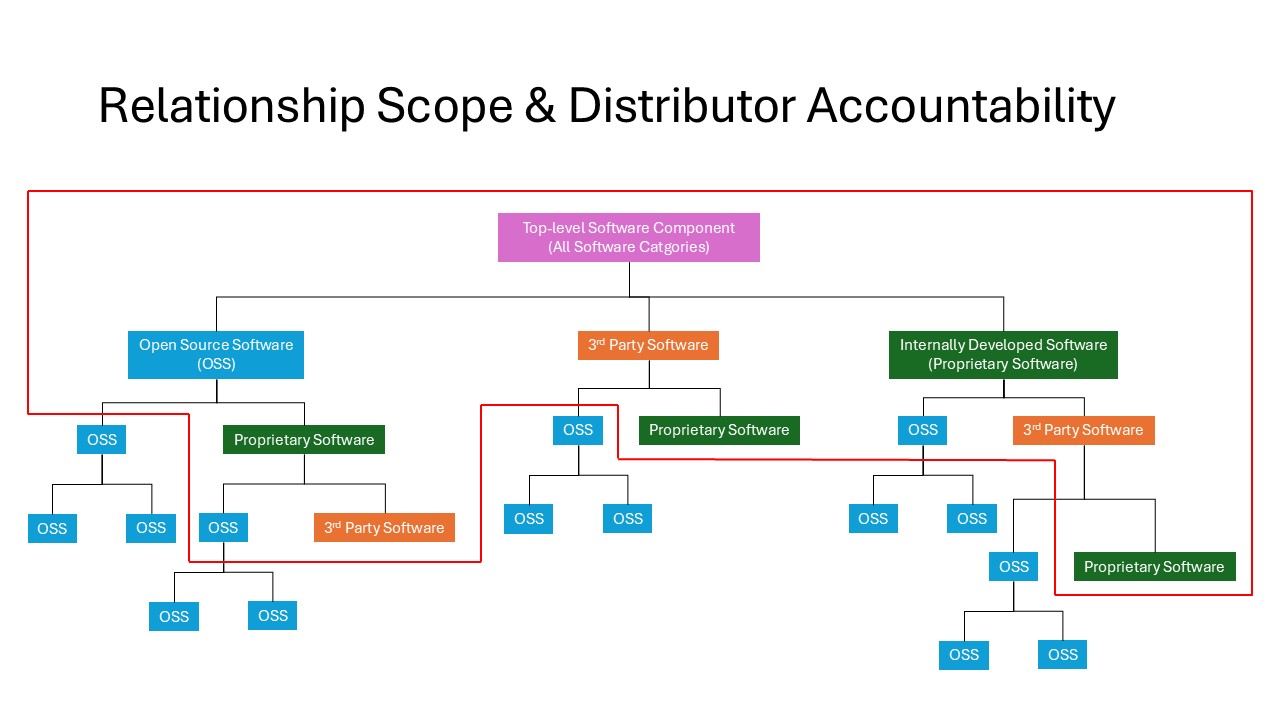 Relationship Scope & Distributor Accountability
Top-level Software Component
(All Software Catgories)
Open Source Software
(OSS)
3rd Party Software
Internally Developed Software
(Proprietary Software)
OSS
Proprietary Software
OSS
Proprietary Software
OSS
3rd Party Software
OSS
OSS
OSS
3rd Party Software
OSS
OSS
OSS
OSS
OSS
Proprietary Software
OSS
OSS
OSS
OSS